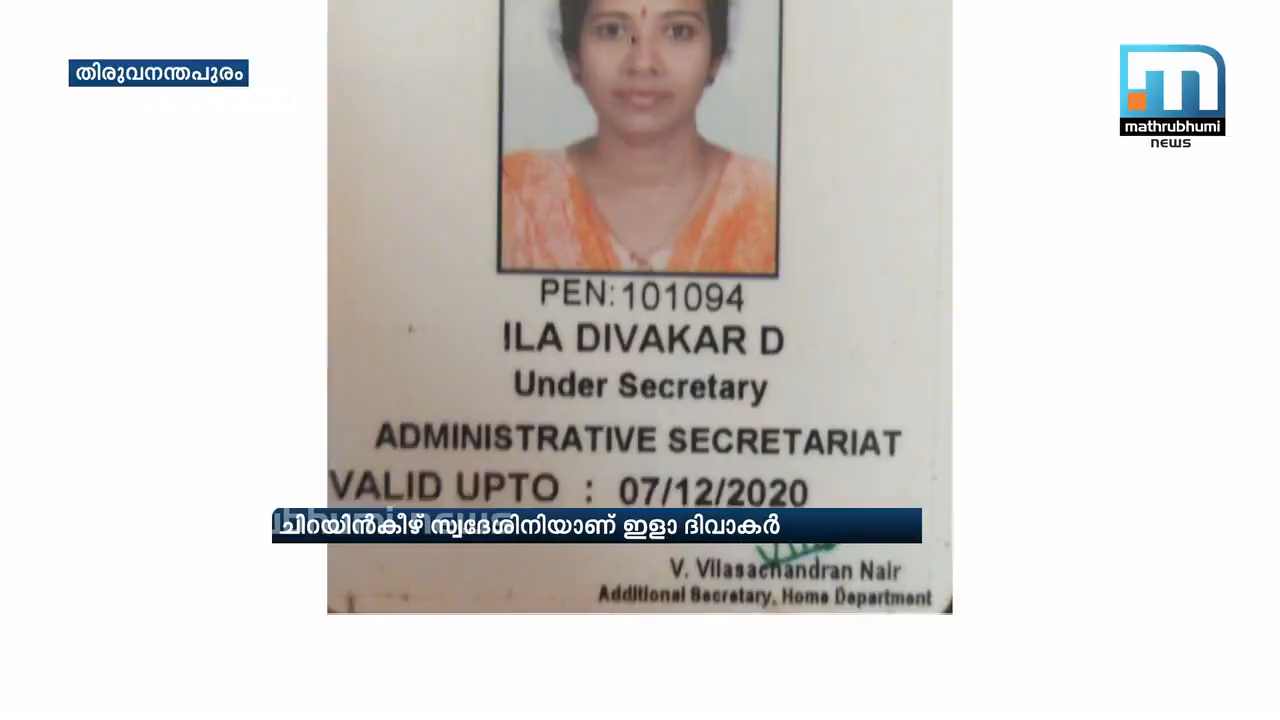 തിരുവനന്തപുരം
mathrubhumi
news
PEN:101094
ILA DIVAKAR D
Under Secretary
ADMINISTRATIVE SECRETARIAT
VALID UPTO : 07/12/2020
ചിറയിൻകീഴ് സ്വദേശിനിയാണ് ഇളാ ദിവാകർ
V. Vilasachandran Nair
Additional Secretary, Home Department